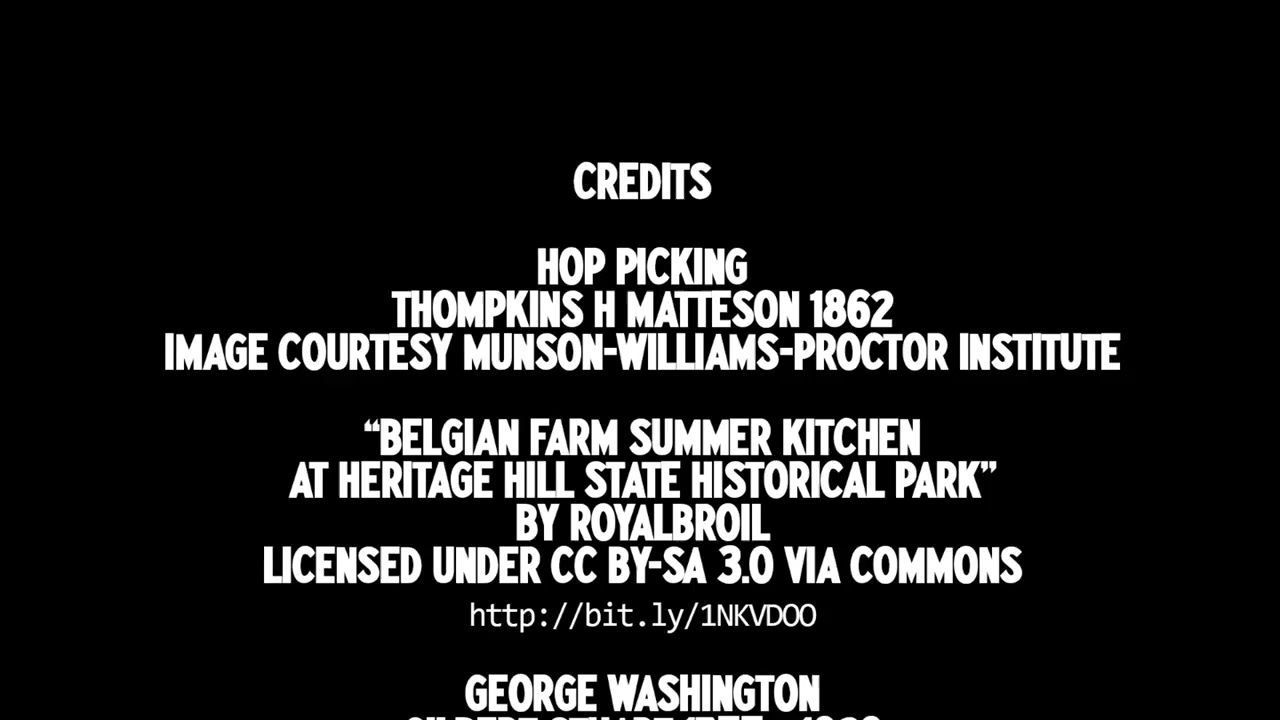 CREDITS
HOP PICKING
THOMPKINS H MATTESON 1862
IMAGE COURTESY MUNSON-WILLIAMS-PROCTOR INSTITUTE
“BELGIAN FARM SUMMER KITCHEN
AT HERITAGE HILL STATE HISTORICAL PARK”
BY ROYALBROIL
LICENSED UNDER CC BY-SA 3.0 VIA COMMONS
http://bit.ly/1NKVDOO
GEORGE WASHINGTON